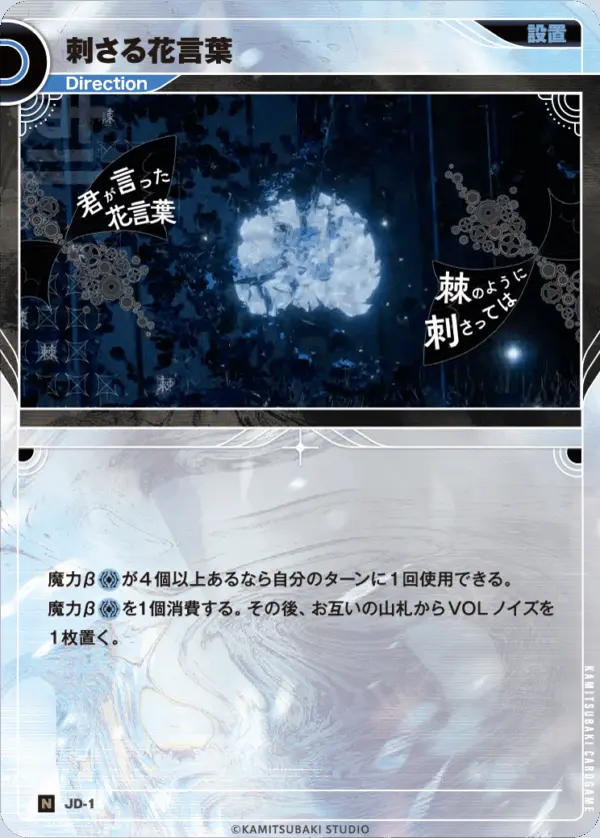 刺さる花言葉
設置
Direction
棘
君が言った
花言葉
棘のように
刺さっては
棘
棘
魔力β が4個以上あるなら自分のターンに1回使用できる。
魔力β を1個消費する。その後、お互いの山札からVOLノイズを
1枚置く。
KAMITSUBAKI CARDGAME
N JD-1
©KAMITSUBAKI STUDIO